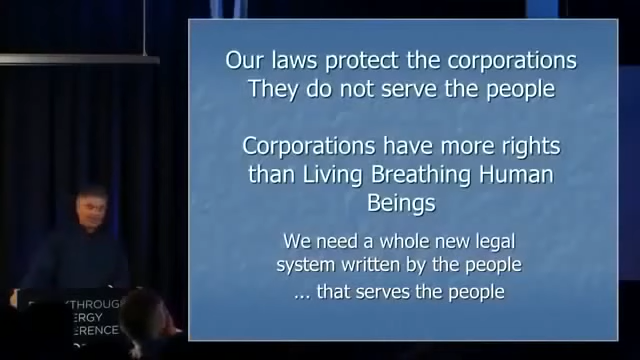 Our laws protect the corporations
They do not serve the people
Corporations have more rights
than Living Breathing Human
Beings
We need a whole new legal
system written by the people
... that serves the people
THROUGH